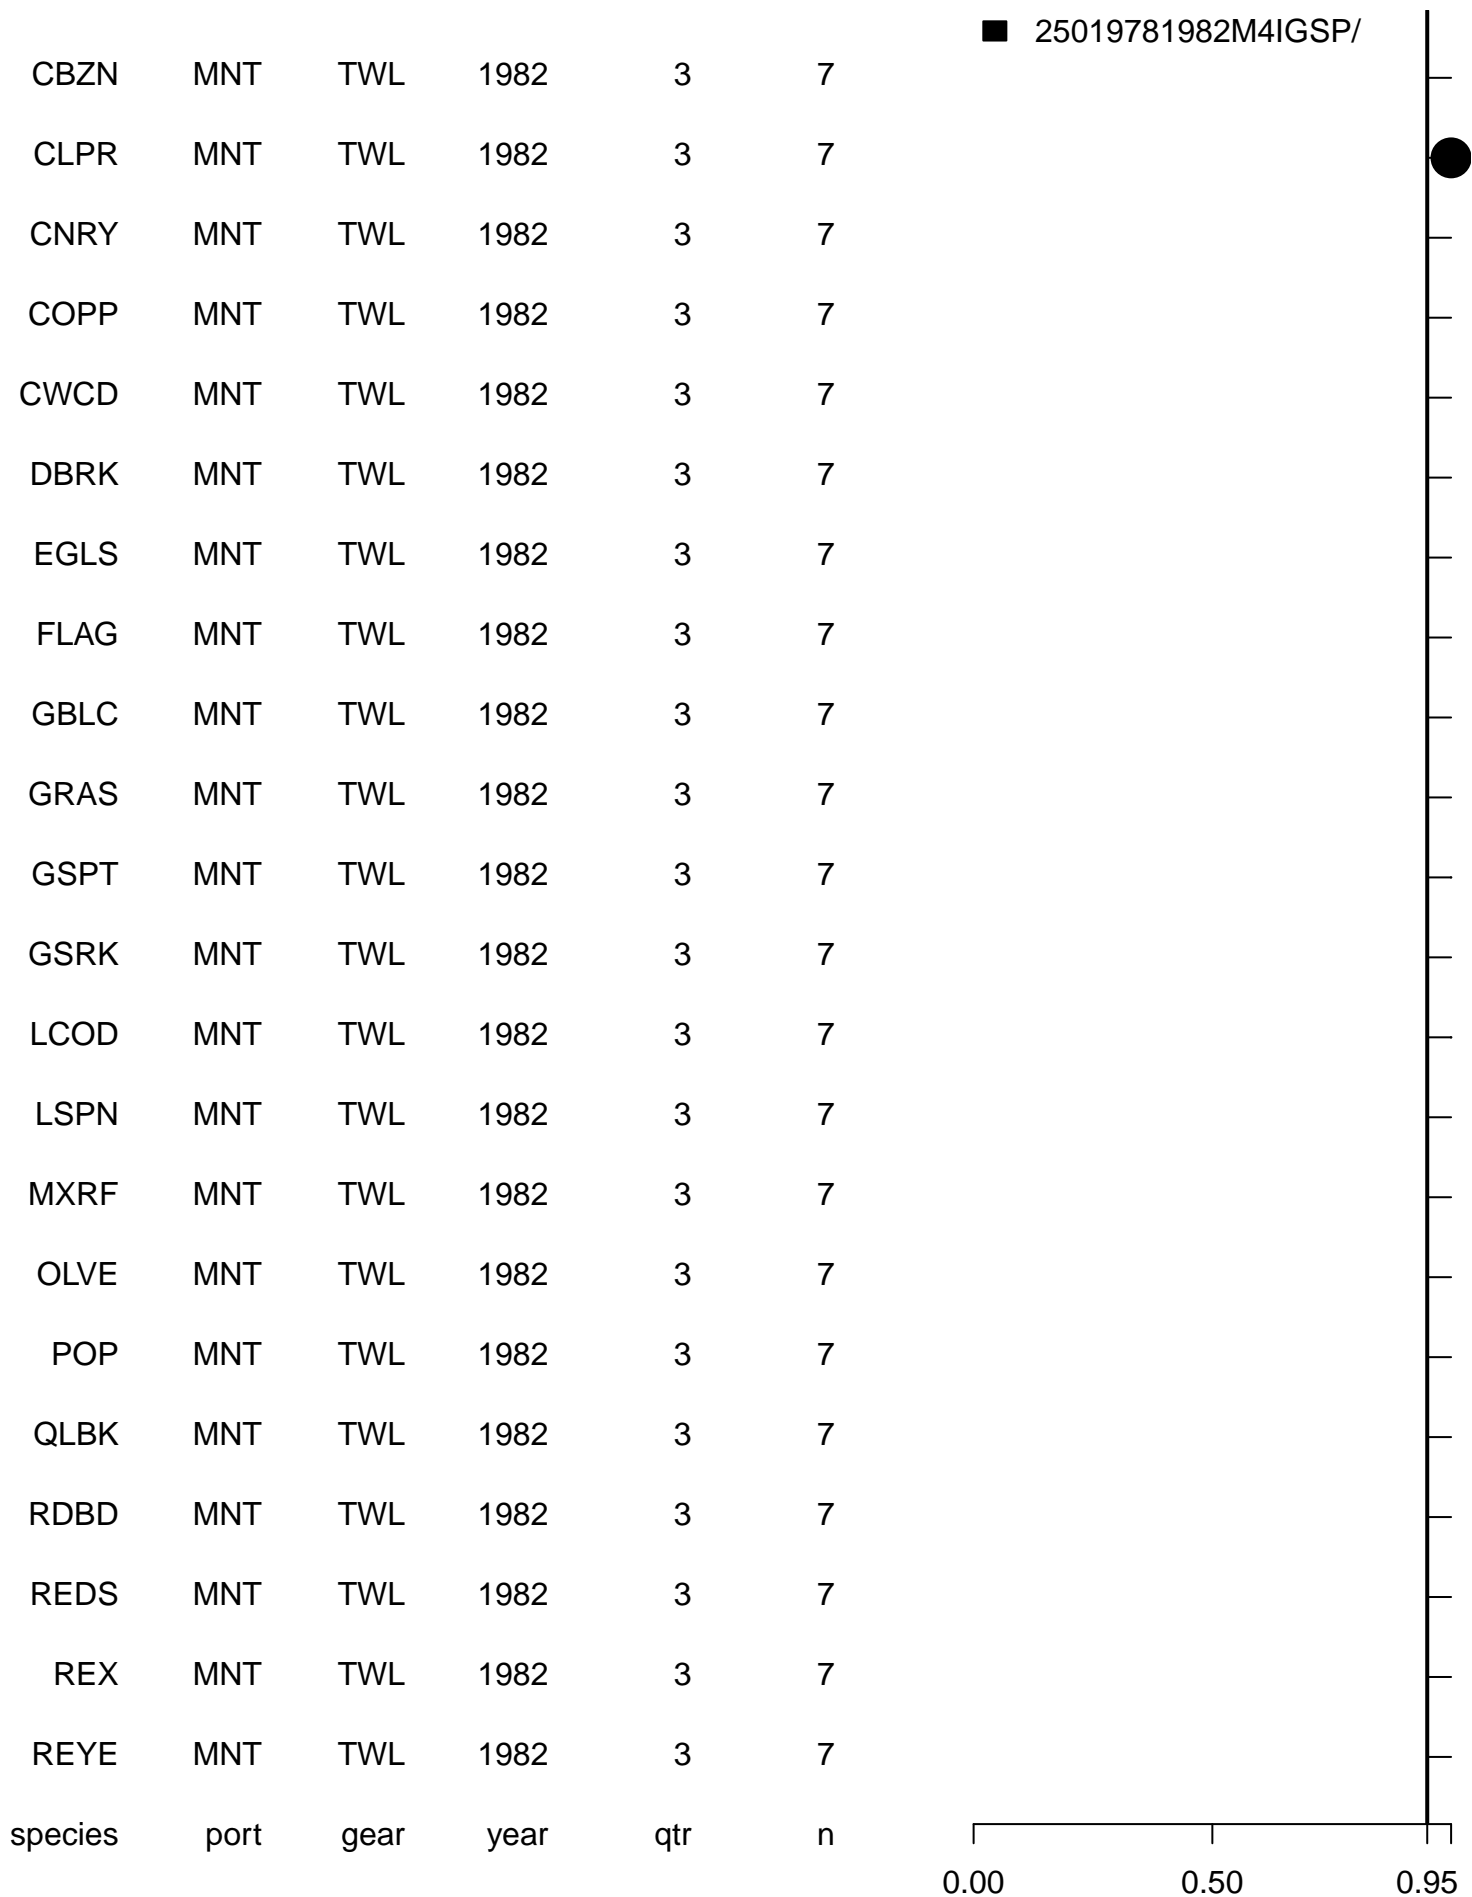 25019781982M4IGSP/
CBZN MNT TWL 1982 3 7
CLPR MNT TWL 1982 3 7
CNRY MNT TWL 1982 3 7
COPP MNT TWL 1982 3 7
CWCD MNT TWL 1982 3 7
DBRK MNT TWL 1982 3 7
EGLS MNT TWL 1982 3 7
FLAG MNT TWL 1982 3 7
GBLC MNT TWL 1982 3 7
GRAS MNT TWL 1982 3 7
GSPT MNT TWL 1982 3 7
GSRK MNT TWL 1982 3 7
LCOD MNT TWL 1982 3 7
LSPN MNT TWL 1982 3 7
MXRF MNT TWL 1982 3 7
OLVE MNT TWL 1982 3 7
POP MNT TWL 1982 3 7
QLBK MNT TWL 1982 3 7
RDBD MNT TWL 1982 3 7
REDS MNT TWL 1982 3 7
REX MNT TWL 1982 3 7
REYE MNT TWL 1982 3 7
species port gear year qtr n
0.00 0.50 0.95